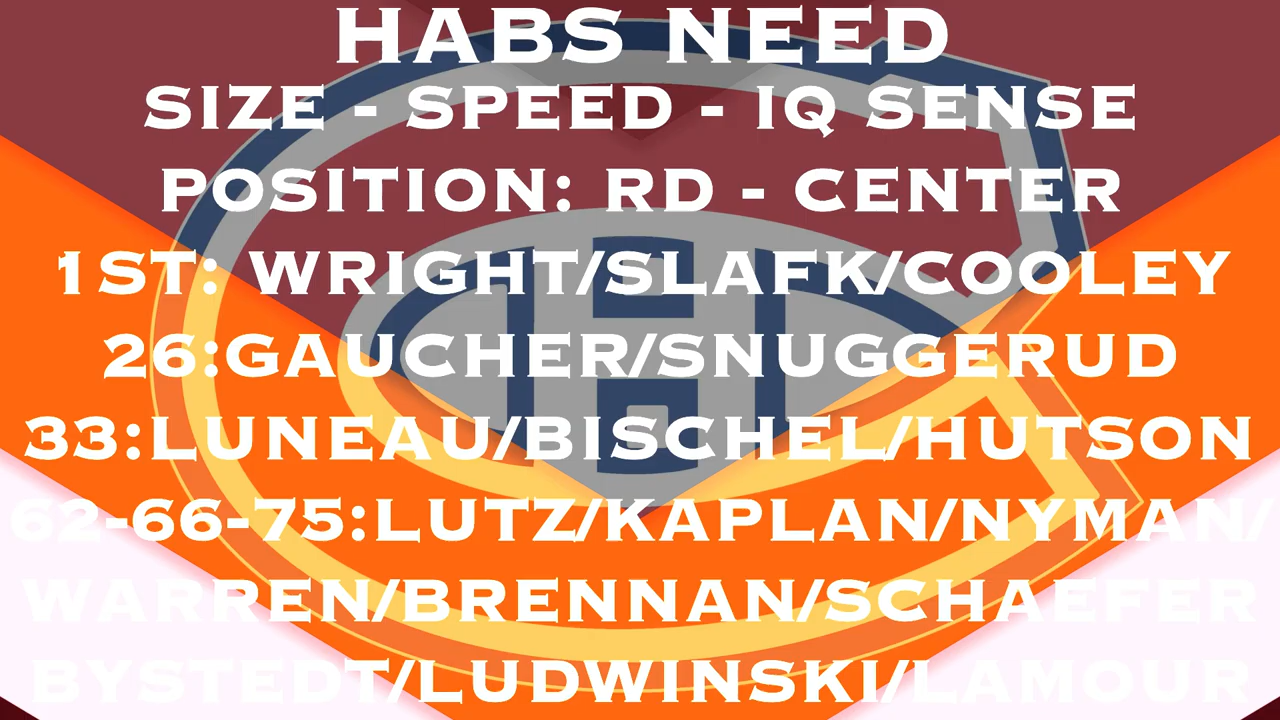 HABS NEED
SIZE - SPEED - IQ SENSE
POSITION: RD - CENTER
1ST: WRIGHT/SLAFK/COOLEY
26:GAUCHER/SNUGGERUD
33:LUNEAU/BISCHEL/HUTSON
62-66-75:LUTZ/KAPLAN/NYMAN/
WARREN/BRENNAN/SCHAEFER
BYSTEDT/LUDWINSKI/LAMOUR